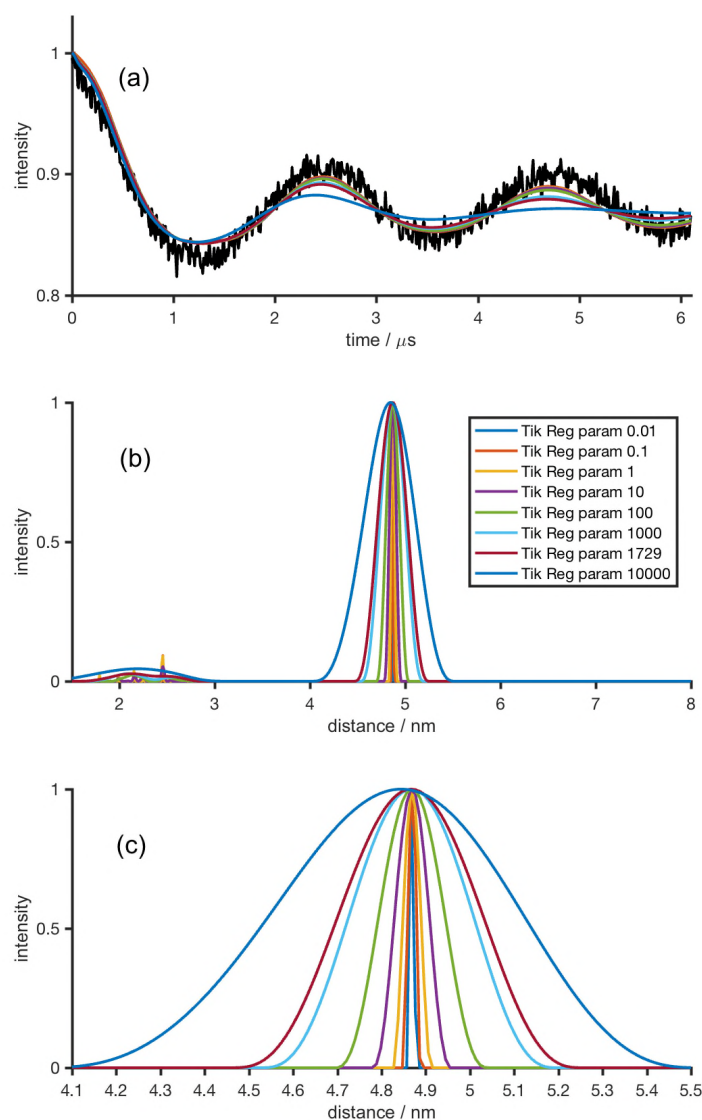 (a)
intensity
1
0.9
0.8
0 1 2 3 4 5 6
time / μs
(b)
intensity
1
0.5
0
2 3 4 5 6 7 8
distance / nm
Tik Reg param 0.01
Tik Reg param 0.1
Tik Reg param 1
Tik Reg param 10
Tik Reg param 100
Tik Reg param 1000
Tik Reg param 1729
Tik Reg param 10000
(c)
intensity
1
0.5
0
4.1 4.2 4.3 4.4 4.5 4.6 4.7 4.8 4.9 5 5.1 5.2 5.3 5.4 5.5
distance / nm